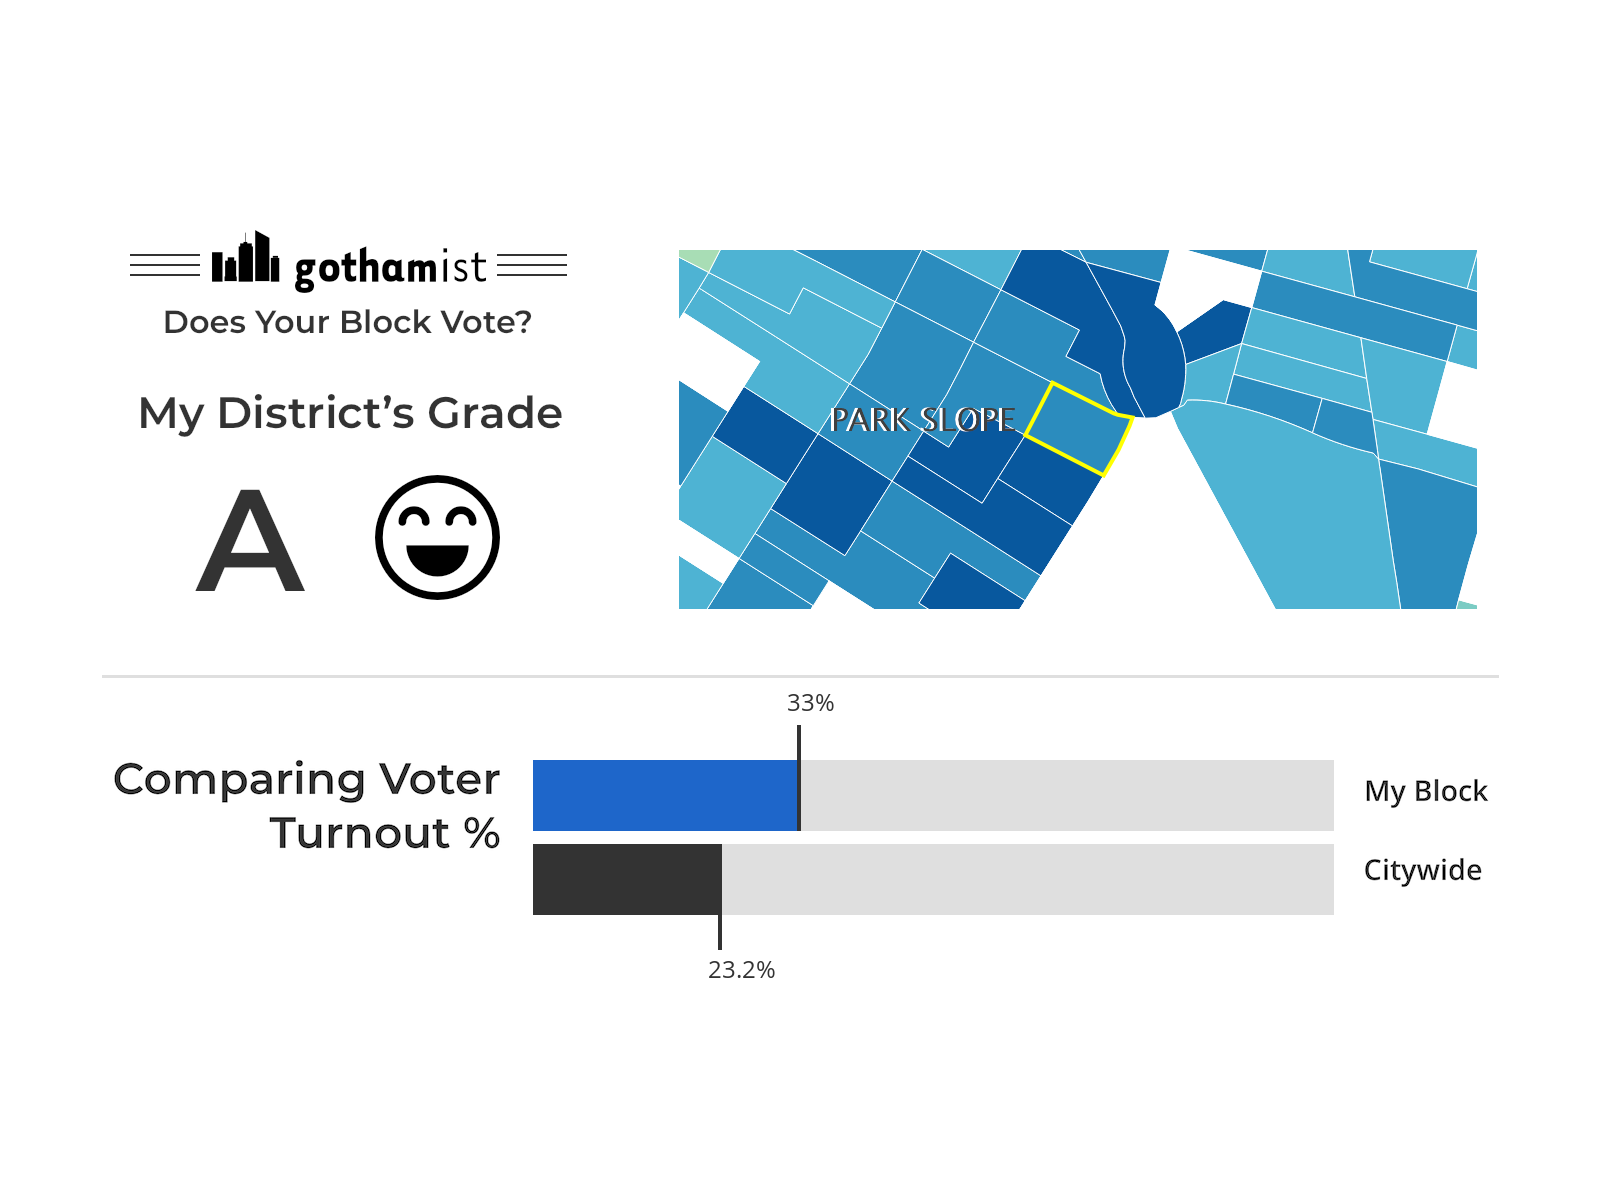 gothamist
Does Your Block Vote?
My District’s Grade
A
PARK SLOPE
33%
Comparing Voter
Turnout %
My Block
Citywide
23.2%